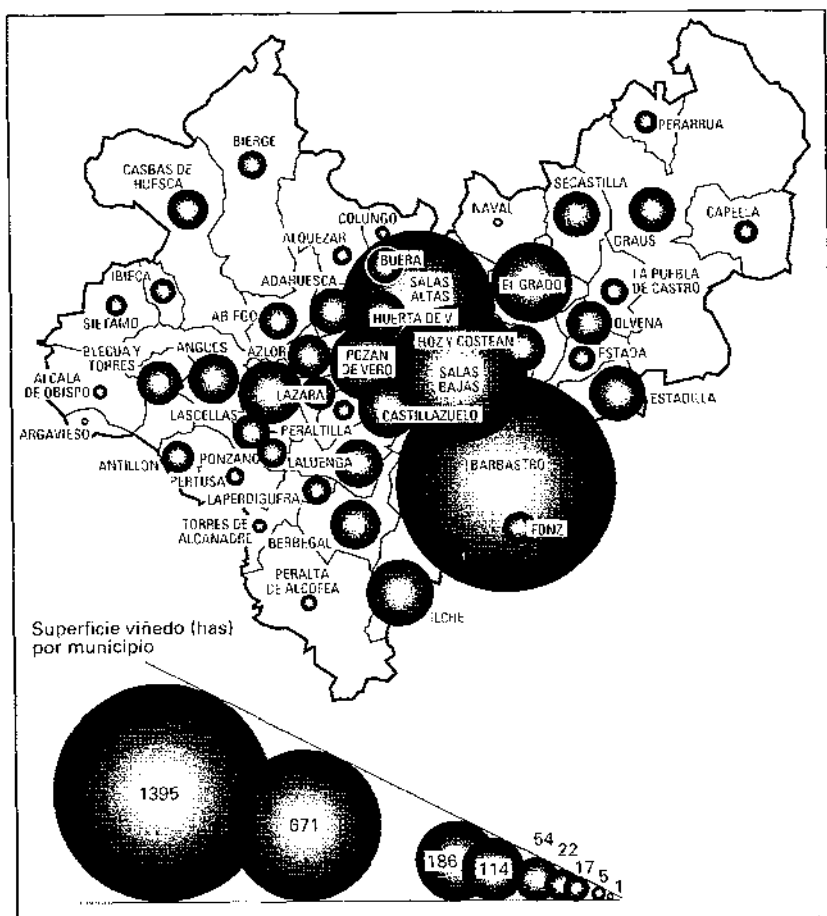 PERARRUA
BIERGE
CASBAS DE
HUESCA
SECASTILLA
NAVAL
COLUNGO
CAPELLA
GRAUS
ALQUEZAR
BUERA
SALAS
ALTAS
EL GRADO
LA PUEBLA
DE CASTRO
IBIECA
ADAHUESCA
SIETAMO
ABIEGO
HUERTA DE V.
OLVENA
BLECUA Y
TORRES
ANGUES
AZLOR
POZAN
DE VERO
HOZ Y COSTEAN
ESTADA
SALAS
BAJAS
ALCALA
DE OBISPO
LAZARA
ESTADILLA
LASCELLAS
PERALTILLA
CASTILLAZUELO
ARGAVIESO
ANTILLON
PONZANO
LALUENGA
BARBASTRO
PERTUSA
LAPERDIGUERA
TORRES DE
ALCANADRE
BERBEGAL
FONZ
PERALTA
DE ALCOFEA
ILCHE
Superficie viñedo (has)
por municipio
1395
671
186
114
54
22
17
5
1